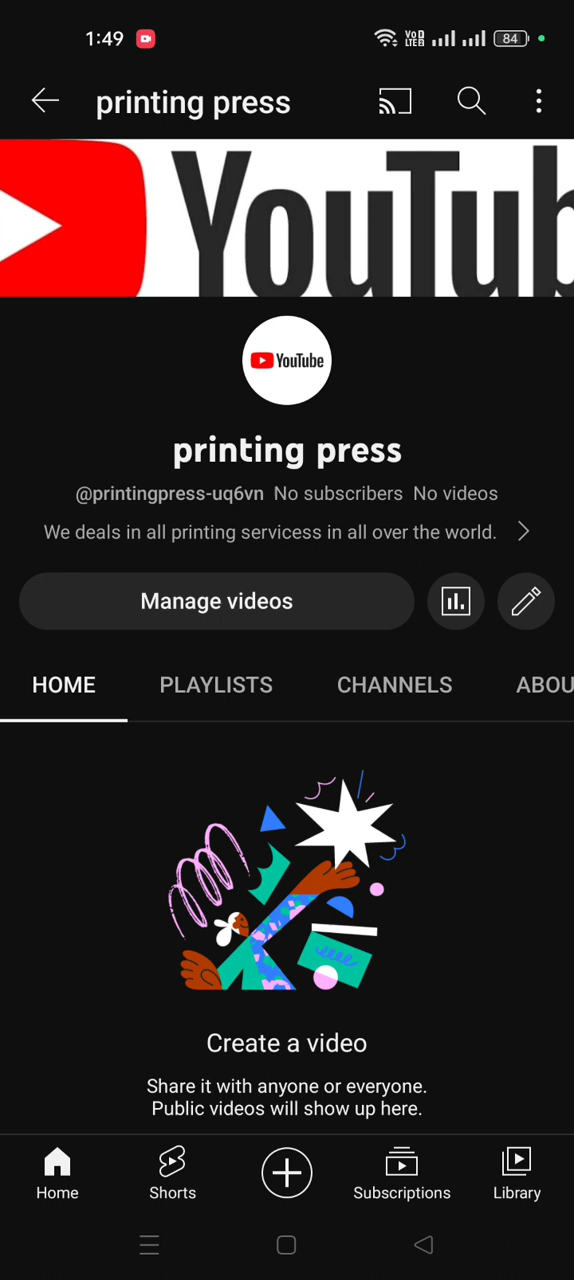 1:49
VoD
LTE2
84
printing press
YouTub
YouTube
printing press
@printingpress-uq6vn No subscribers No videos
We deals in all printing servicess in all over the world.
Manage videos
HOME PLAYLISTS CHANNELS ABOU
Create a video
Share it with anyone or everyone.
Public videos will show up here.
Home Shorts Subscriptions Library